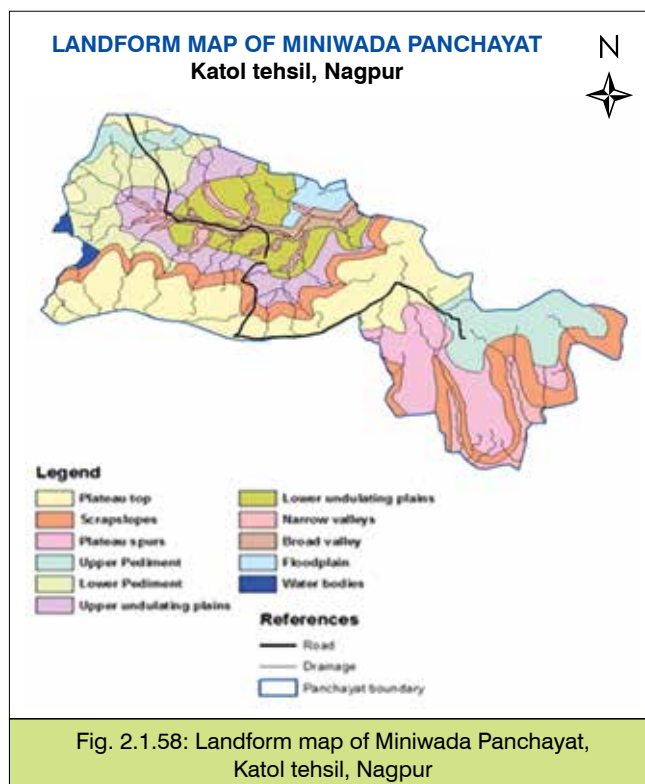 LANDFORM MAP OF MINIWADA PANCHAYAT
Katol tehsil, Nagpur
N
Legend
Plateau top
Scrapslopes
Plateau spurs
Upper Pediment
Lower Pediment
Upper undulating plains
Lower undulating plains
Narrow valleys
Broad valley
Floodplain
Water bodies
References
Road
Drainage
Panchayat boundary
Fig. 2.1.58: Landform map of Miniwada Panchayat,
Katol tehsil, Nagpur